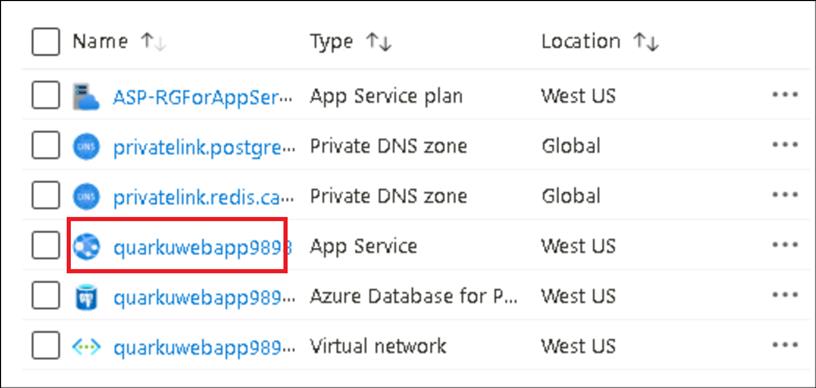 Name ↑↓ Type ↑↓ Location ↑↓
ASP-RGForAppSer... App Service plan West US ...
DNS privatelink.postgre... Private DNS zone Global ...
DNS privatelink.redis.ca... Private DNS zone Global ...
quarkuwebapp9898 App Service West US ...
quarkuwebapp989... Azure Database for P... West US ...
quarkuwebapp989... Virtual network West US ...